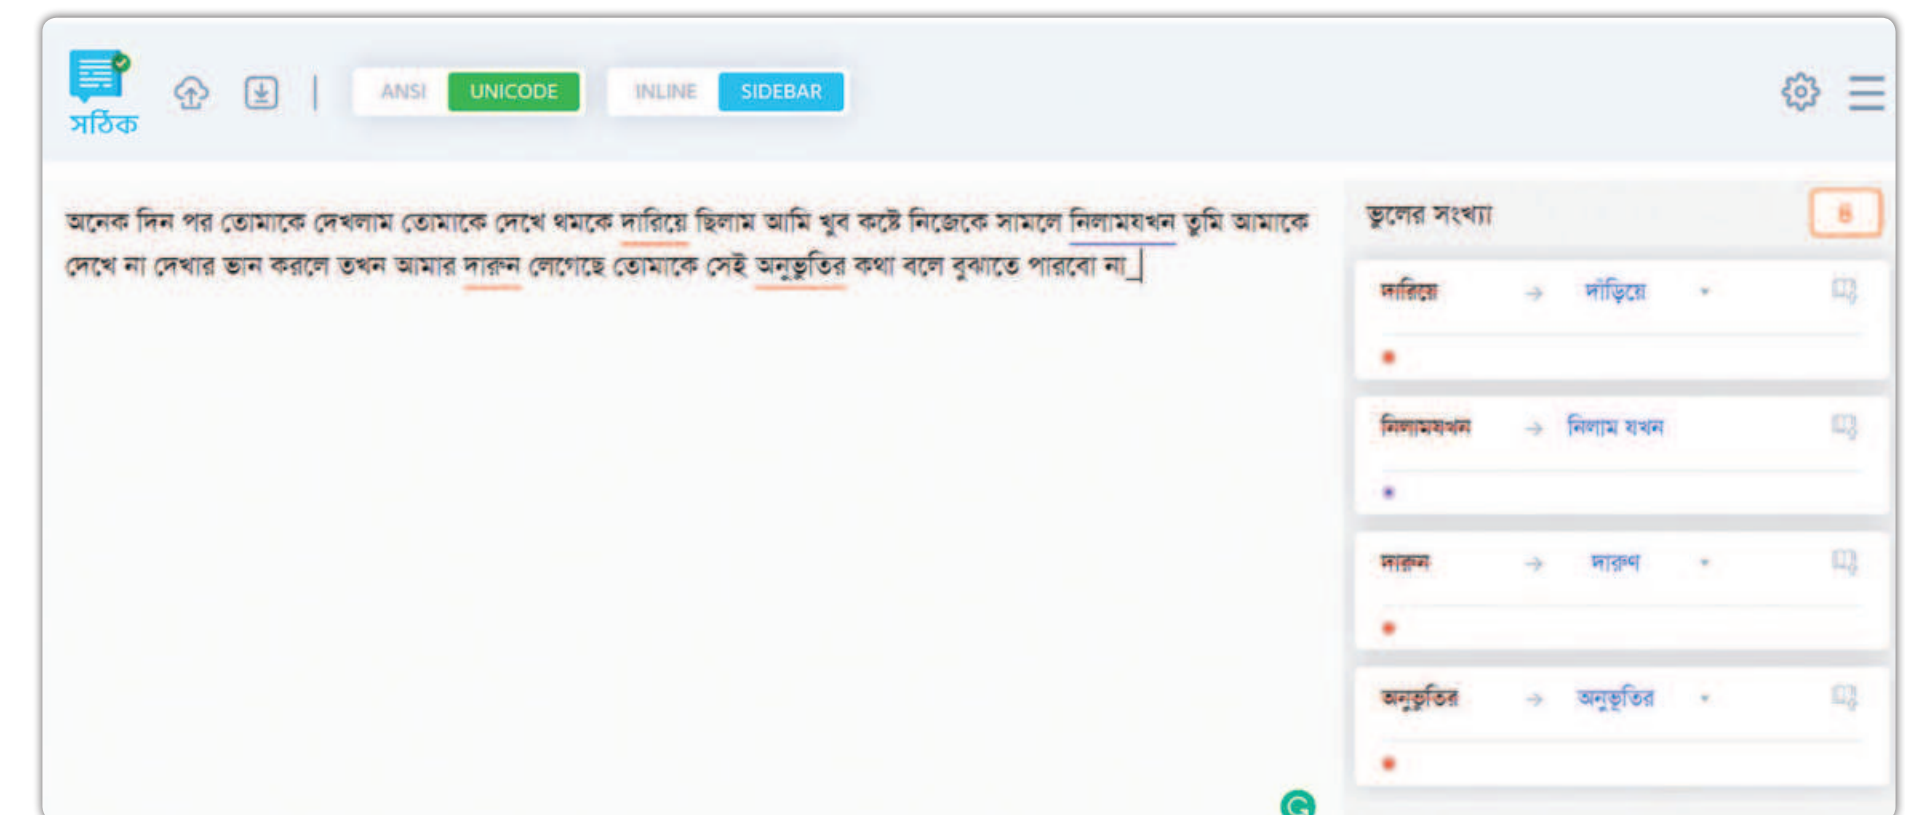 সঠিক
ANSI UNICODE INLINE SIDEBAR
অনেক দিন পর তোমাকে দেখলাম তোমাকে দেখে থমকে দারিয়ে ছিলাম আমি খুব কষ্টে নিজেকে সামলে নিলামযখন তুমি আমাকে
দেখে না দেখার ভান করলে তখন আমার দারুন লেগেছে তোমাকে সেই অনুভুতির কথা বলে বুঝাতে পারবো না
ভুলের সংখ্যা
দারিয়ে → দাঁড়িয়ে
নিলামযখন → নিলাম যখন
দারুন → দারুণ
অনুভুতির → অনুভূতির